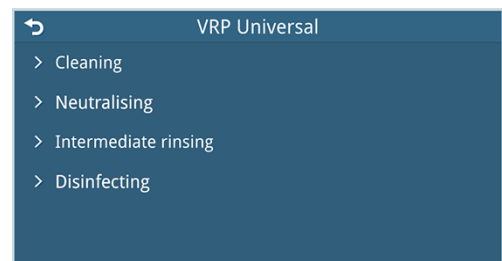 VRP Universal
> Cleaning
> Neutralising
> Intermediate rinsing
> Disinfecting